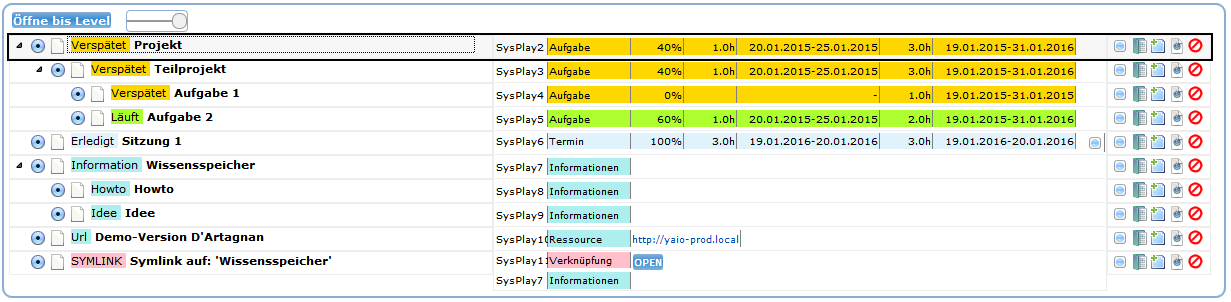 Öffne bis Level
Verspätet Projekt SysPlay2 Aufgabe 40% 1.0h 20.01.2015-25.01.2015 3.0h 19.01.2015-31.01.2016
Verspätet Teilprojekt SysPlay3 Aufgabe 40% 1.0h 20.01.2015-25.01.2015 3.0h 19.01.2015-31.01.2016
Verspätet Aufgabe 1 SysPlay4 Aufgabe 0% - 1.0h 19.01.2015-31.01.2015
Läuft Aufgabe 2 SysPlay5 Aufgabe 60% 1.0h 20.01.2015-25.01.2015 2.0h 19.01.2015-31.01.2016
Erledigt Sitzung 1 SysPlay6 Termin 100% 3.0h 19.01.2016-20.01.2016 3.0h 19.01.2016-20.01.2016
Information Wissensspeicher SysPlay7 Informationen
Howto Howto SysPlay8 Informationen
Idee Idee SysPlay9 Informationen
Url Demo-Version D'Artagnan SysPlay10 Ressource http://yaio-prod.local
SYMLINK Symlink auf: 'Wissensspeicher' SysPlay11 Verknüpfung OPEN
SysPlay7 Informationen